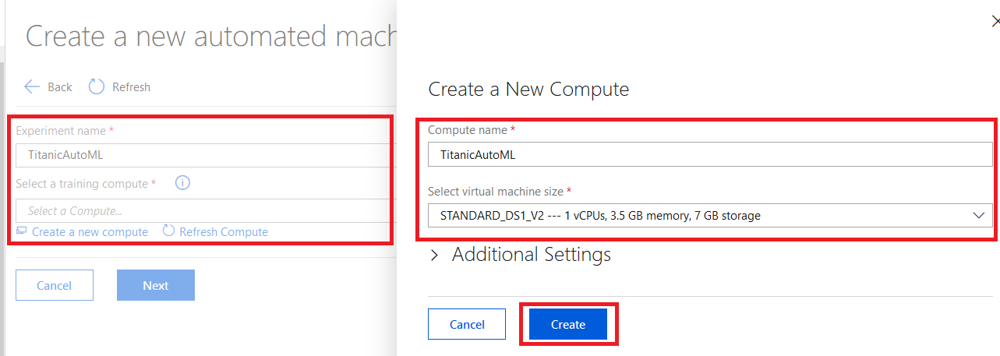 Create a new automated mach
Back Refresh
Experiment name *
TitanicAutoML
Select a training compute *
Select a Compute...
Create a new compute Refresh Compute
Cancel Next
Create a New Compute
Compute name *
TitanicAutoML
Select virtual machine size *
STANDARD_DS1_V2 --- 1 vCPUs, 3.5 GB memory, 7 GB storage
Additional Settings
Cancel Create